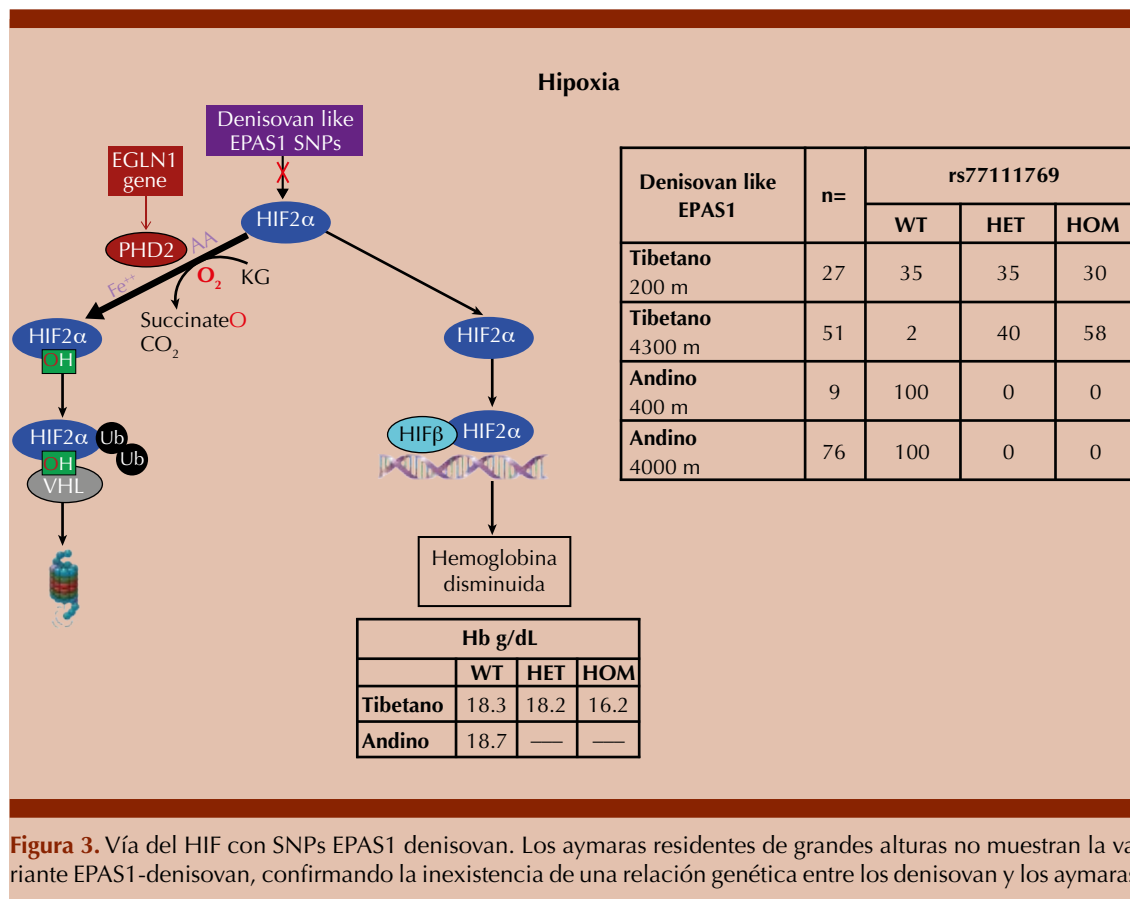 Hipoxia
Denisovan like
EPAS1 SNPs
EGLN1
gene
HIF2α
PHD2
AA
Fe⁺⁺
O₂
KG
SuccinateO
CO₂
HIF2α
OH
HIF2α
Ub
Ub
OH
VHL
HIF2α
HIFβ
HIF2α
Hemoglobina
disminuida
Hb g/dL
WT HET HOM
Tibetano 18.3 18.2 16.2
Andino 18.7 — —
Denisovan like
EPAS1
n=
rs77111769
WT HET HOM
Tibetano
200 m
27 35 35 30
Tibetano
4300 m
51 2 40 58
Andino
400 m
9 100 0 0
Andino
4000 m
76 100 0 0
Figura 3. Vía del HIF con SNPs EPAS1 denisovan. Los aymaras residentes de grandes alturas no muestran la va
riante EPAS1-denisovan, confirmando la inexistencia de una relación genética entre los denisovan y los aymaras